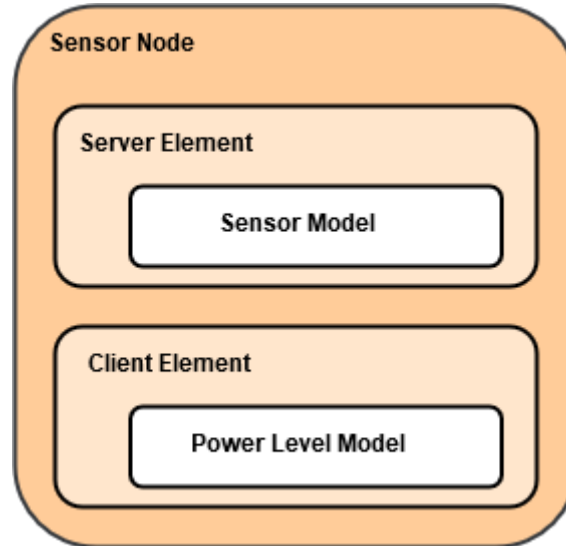 Sensor Node
Server Element
Sensor Model
Client Element
Power Level Model